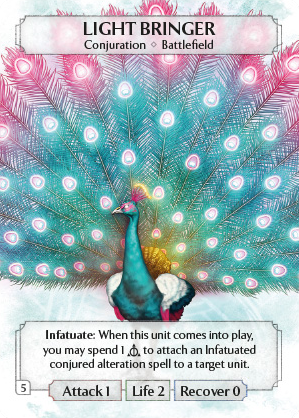 LIGHT BRINGER
Conjuration ◇ Battlefield
Infatuate: When this unit comes into play,
you may spend 1 to attach an Infatuated
conjured alteration spell to a target unit.
5
Attack 1 Life 2 Recover 0